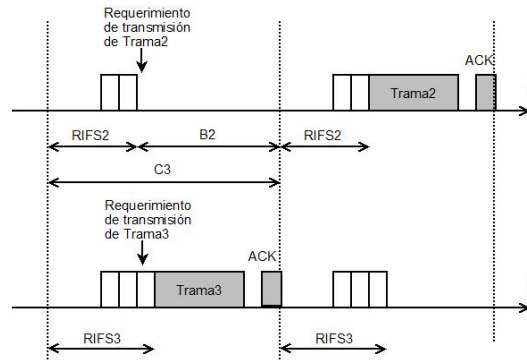 Requerimiento
de transmisión
de Trama2
ACK
Trama2
RIFS2
B2
RIFS2
C3
Requerimiento
de transmisión
de Trama3
ACK
Trama3
RIFS3
RIFS3